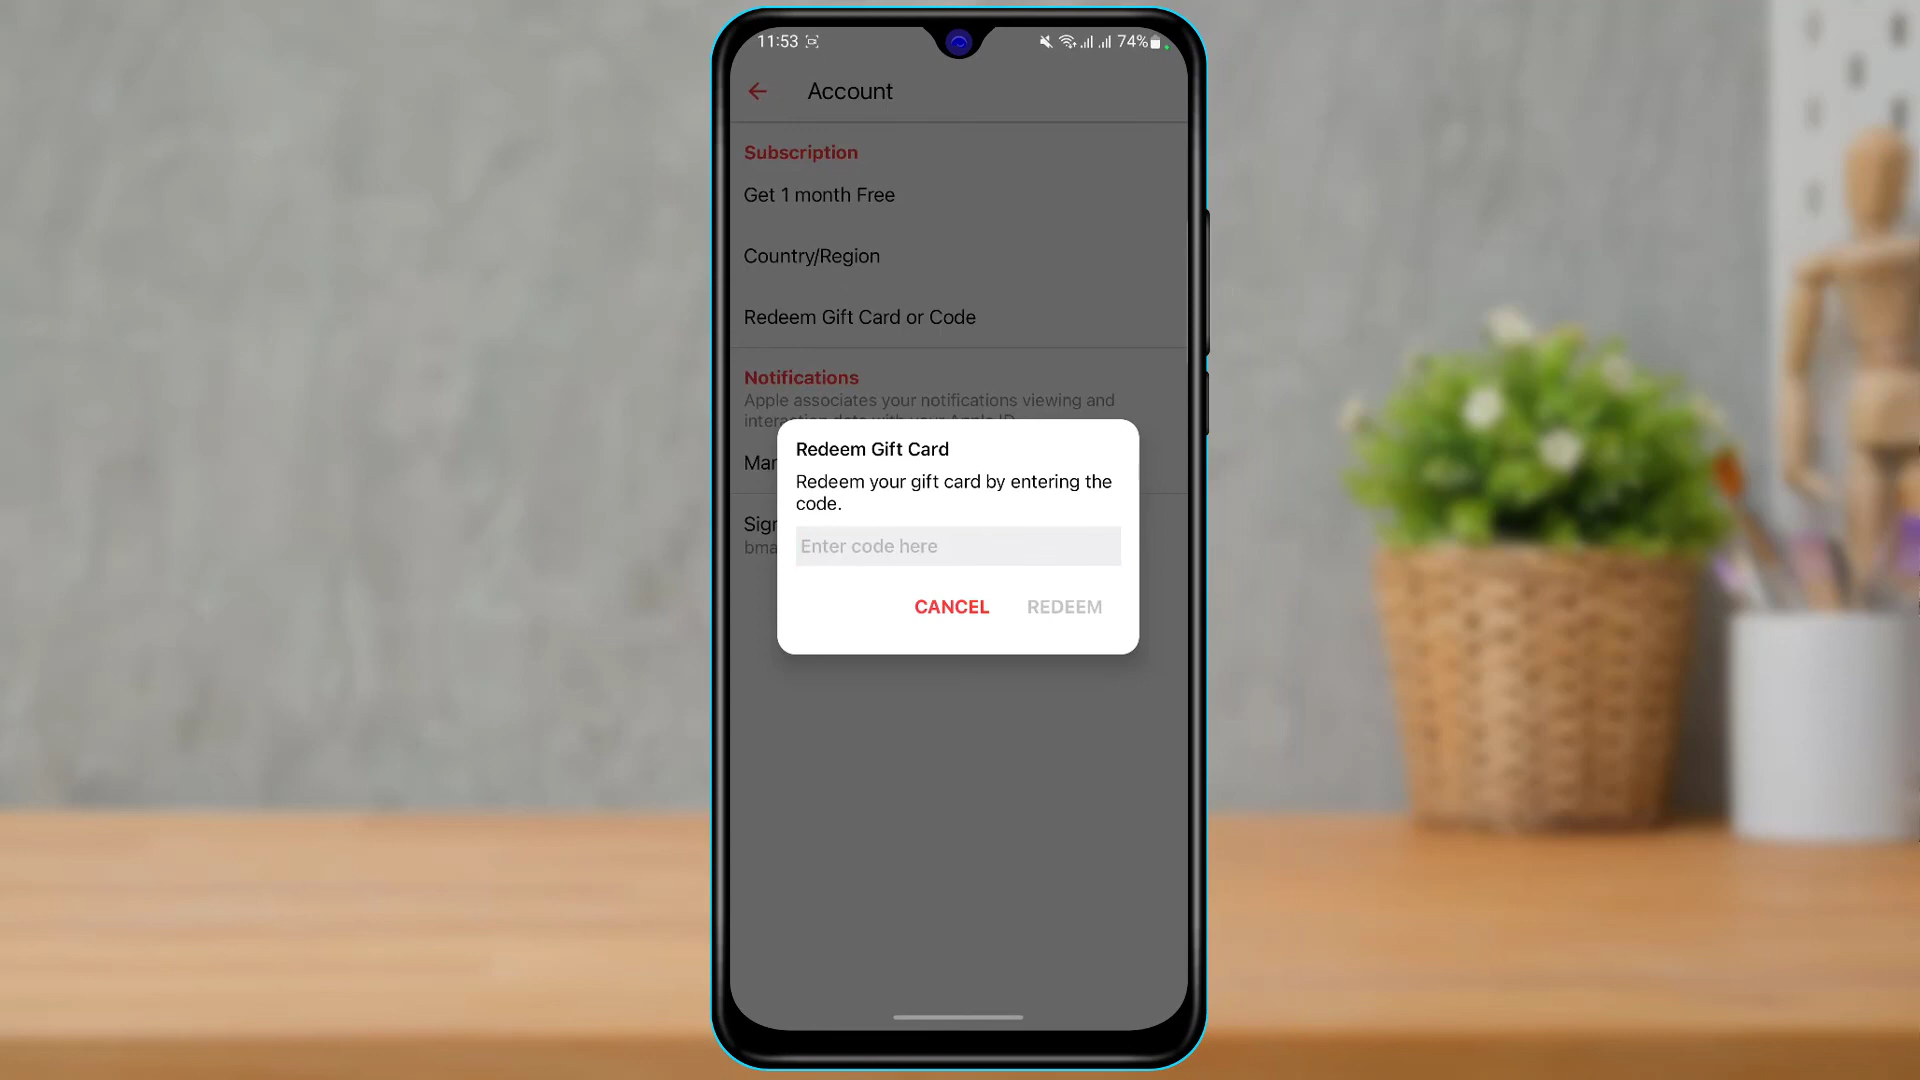 11:53
74%
Account
Subscription
Get 1 month Free
Country/Region
Redeem Gift Card or Code
Notifications
Apple associates your notifications viewing and
Redeem Gift Card
Redeem your gift card by entering the
code.
Enter code here
CANCEL REDEEM